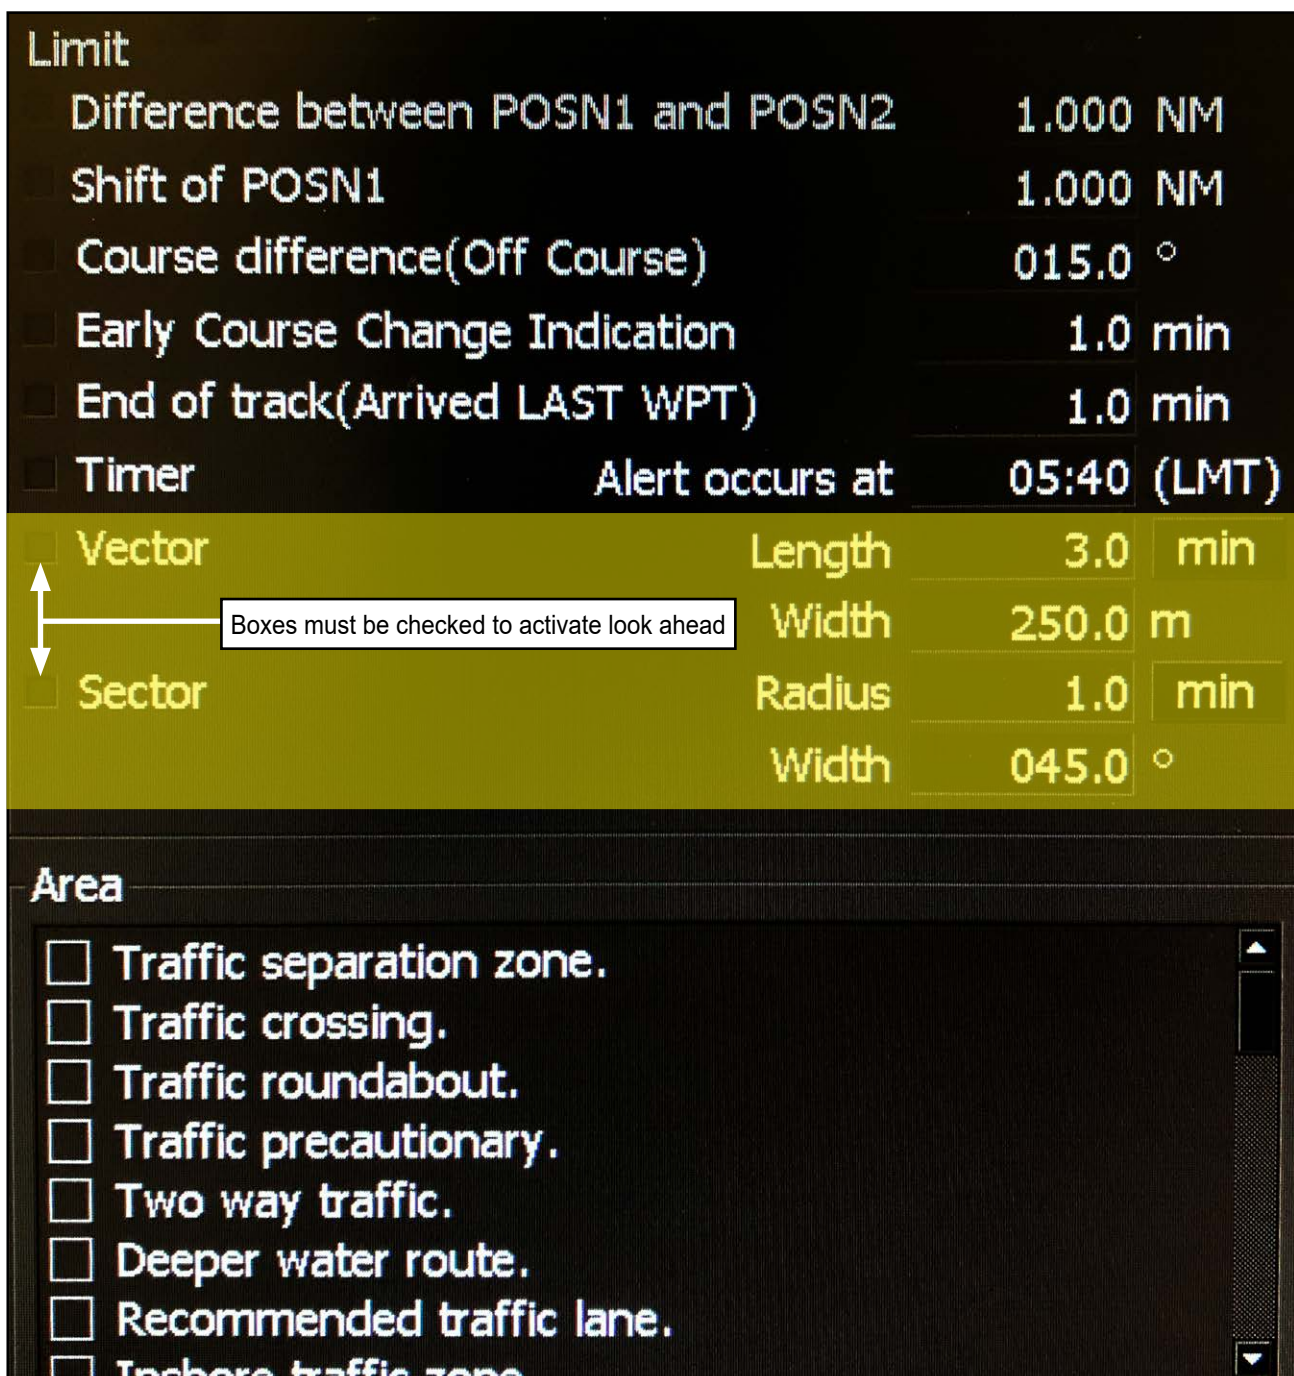 Limit
Difference between POSN1 and POSN2 1.000 NM
Shift of POSN1 1.000 NM
Course difference(Off Course) 015.0 °
Early Course Change Indication 1.0 min
End of track(Arrived LAST WPT) 1.0 min
Timer Alert occurs at 05:40 (LMT)
Vector Length 3.0 min
Boxes must be checked to activate look ahead
Width 250.0 m
Sector Radius 1.0 min
Width 045.0 °
Area
Traffic separation zone.
Traffic crossing.
Traffic roundabout.
Traffic precautionary.
Two way traffic.
Deeper water route.
Recommended traffic lane.
Inshore traffic zone